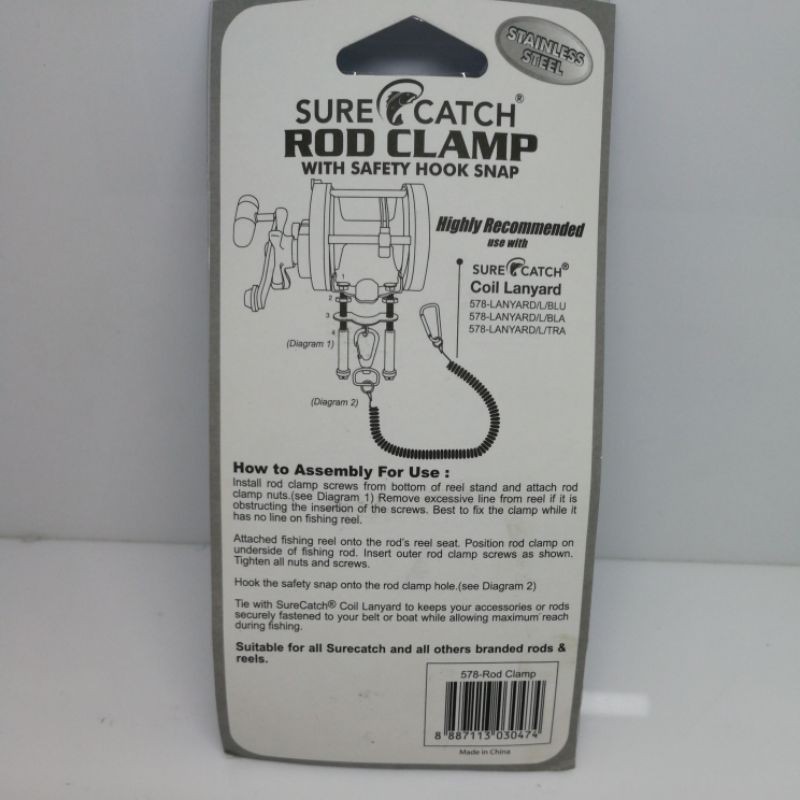 STAINLESS
STEEL
SURE CATCH®
ROD CLAMP
WITH SAFETY HOOK SNAP
Highly Recommended
use with
SURE CATCH®
Coil Lanyard
578-LANYARD/L/BLU
578-LANYARD/L/BLA
578-LANYARD/L/TRA
1
2
3
4
(Diagram 1)
(Diagram 2)
How to Assembly For Use :
Install rod clamp screws from bottom of reel stand and attach rod
clamp nuts.(see Diagram 1) Remove excessive line from reel if it is
obstructing the insertion of the screws. Best to fix the clamp while it
has no line on fishing reel.
Attached fishing reel onto the rod's reel seat. Position rod clamp on
underside of fishing rod. Insert outer rod clamp screws as shown.
Tighten all nuts and screws.
Hook the safety snap onto the rod clamp hole.(see Diagram 2)
Tie with SureCatch® Coil Lanyard to keeps your accessories or rods
securely fastened to your belt or boat while allowing maximum reach
during fishing.
Suitable for all Surecatch and all others branded rods &
reels.
578-Rod Clamp
8 887113 030474
Made in China